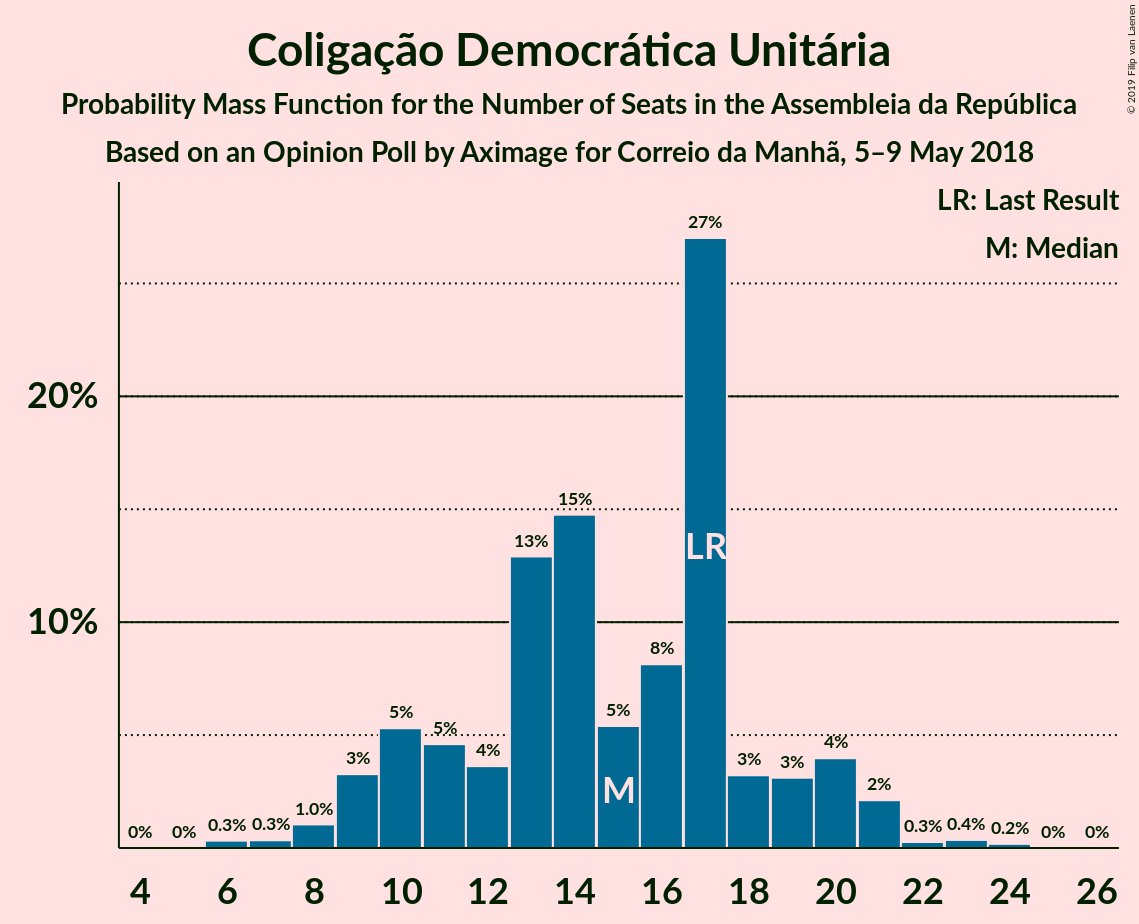 Coligação Democrática Unitária
Probability Mass Function for the Number of Seats in the Assembleia da República
Based on an Opinion Poll by Aximage for Correio da Manhã, 5–9 May 2018
© 2019 Filip van Laenen
LR: Last Result
M: Median
20%
10%
0% 0% 0.3% 0.3% 1.0% 3% 5% 5% 4% 13% 15% 5% 8% 27% 3% 3% 4% 2% 0.3% 0.4% 0.2% 0% 0%
LR
M
4 6 8 10 12 14 16 18 20 22 24 26